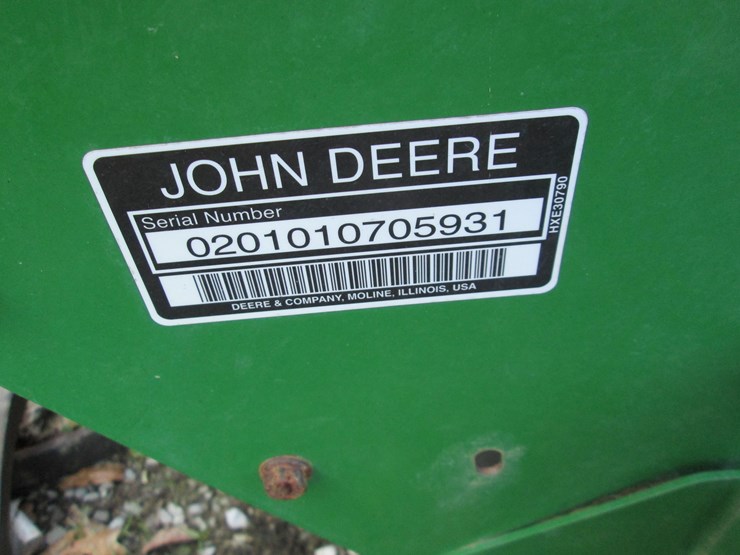 JOHN DEERE
Serial Number
0201010705931
DEERE & COMPANY, MOLINE, ILLINOIS, USA
HXE30790